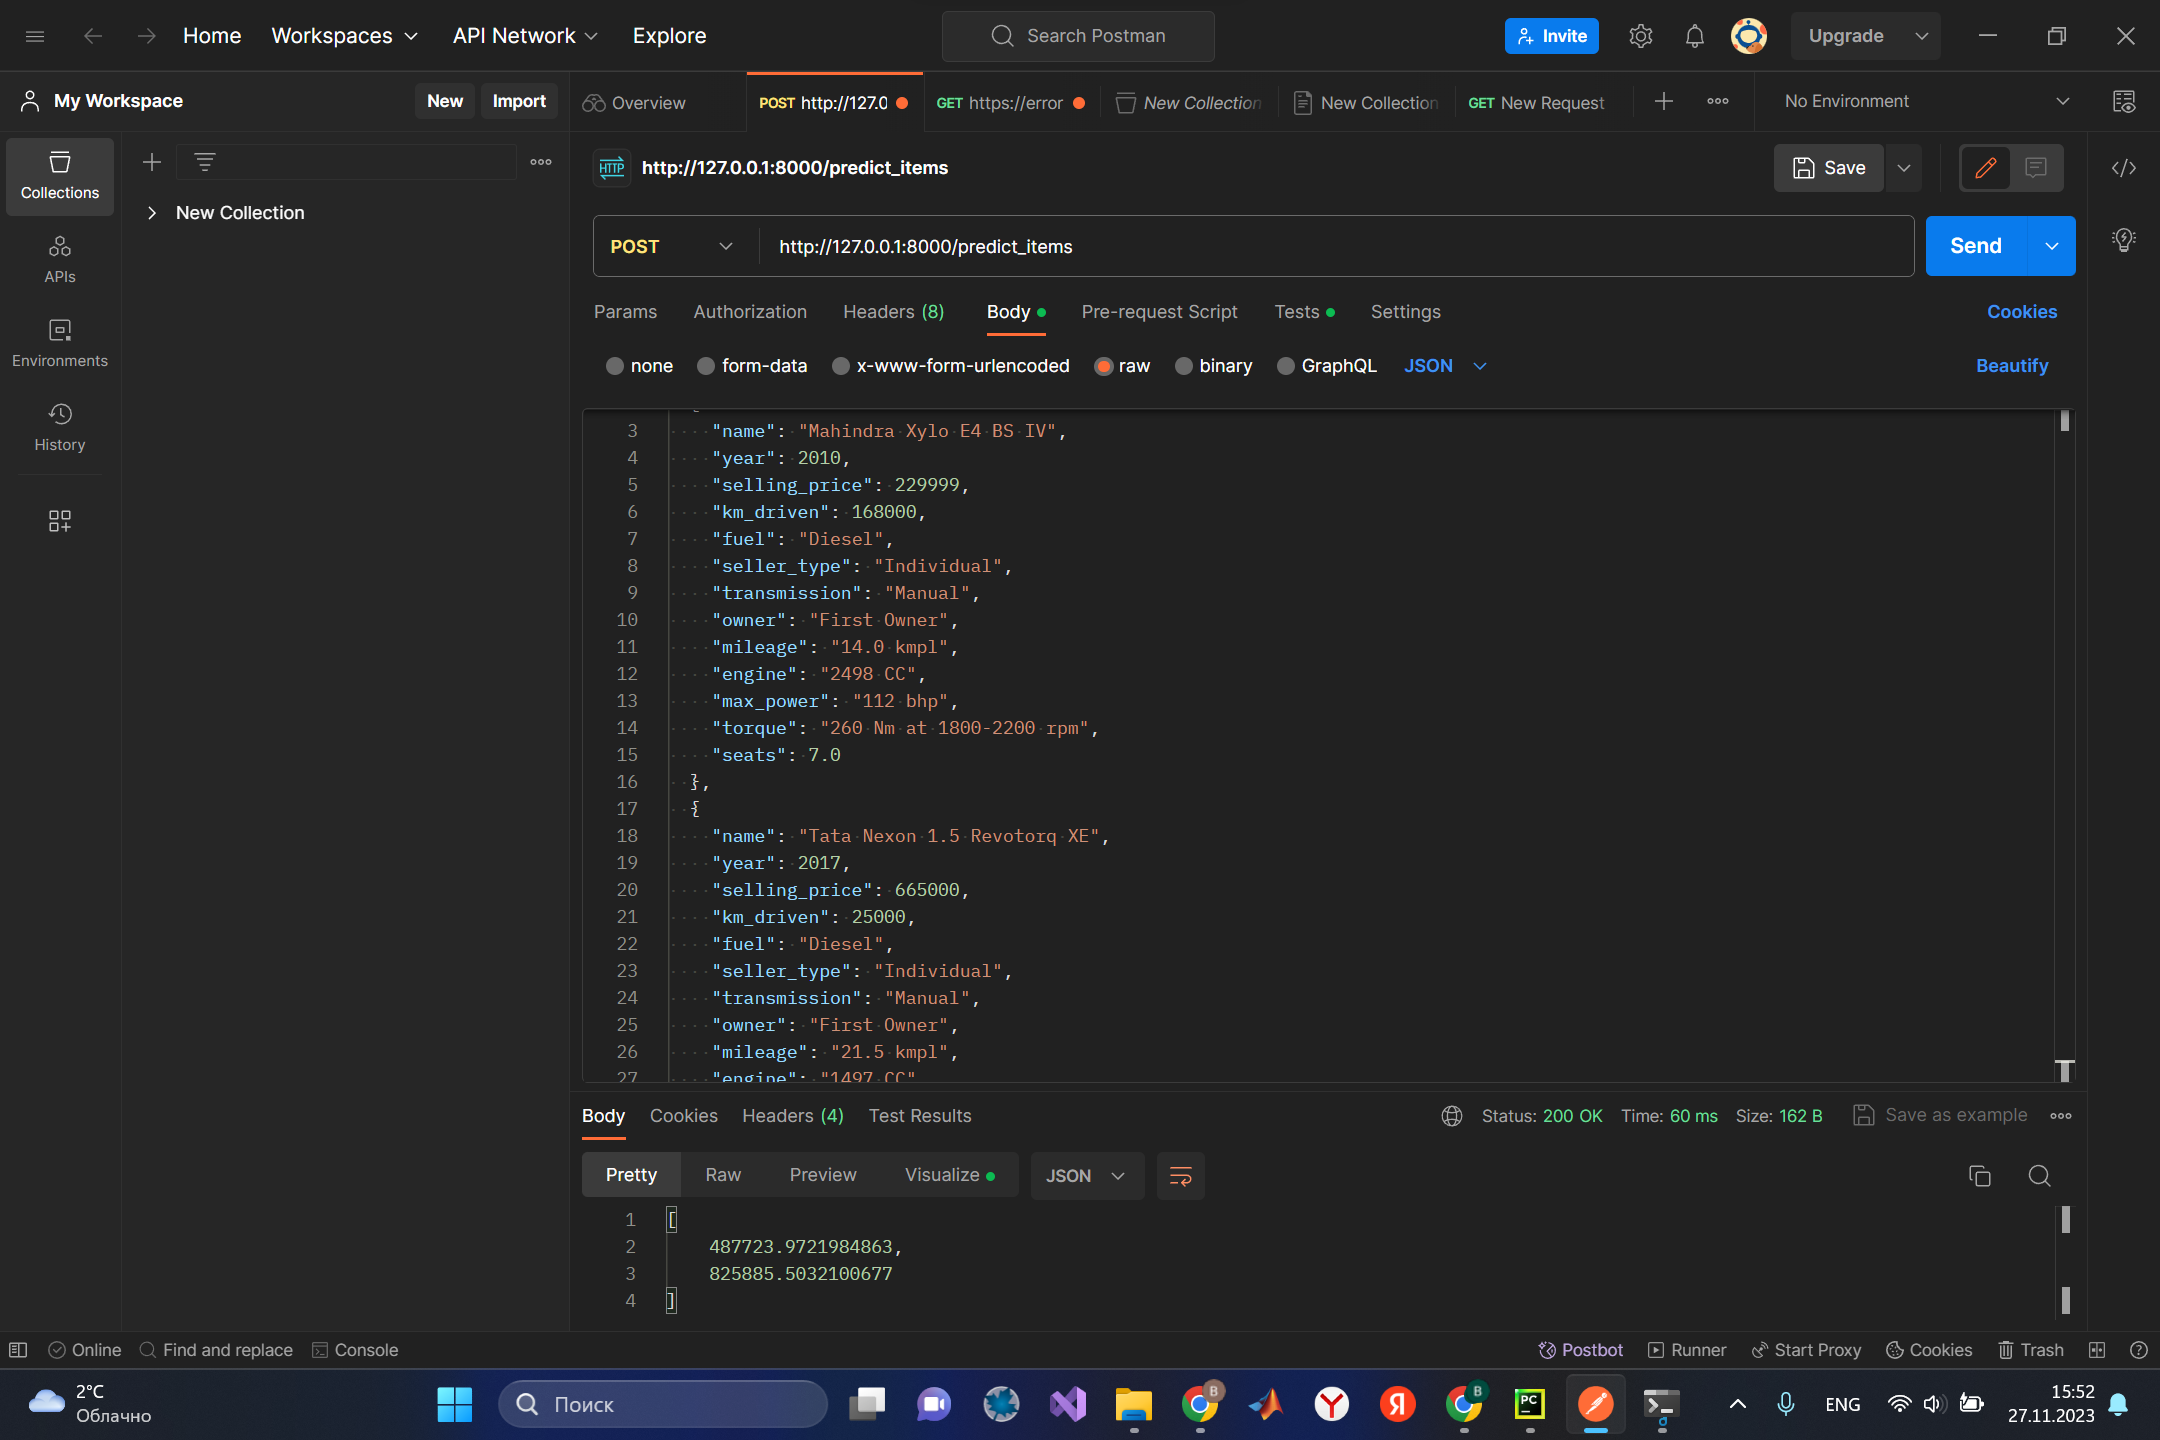 Home Workspaces API Network Explore Search Postman Invite Upgrade
My Workspace New Import Overview POST http://127.0 GET https://error New Collection New Collection GET New Request No Environment
Collections
New Collection
APIs
Environments
History
HTTP http://127.0.0.1:8000/predict_items Save
POST http://127.0.0.1:8000/predict_items Send
Params Authorization Headers (8) Body Pre-request Script Tests Settings Cookies
none form-data x-www-form-urlencoded raw binary GraphQL JSON Beautify
3 "name": "Mahindra Xylo E4 BS IV",
4 "year": 2010,
5 "selling_price": 229999,
6 "km_driven": 168000,
7 "fuel": "Diesel",
8 "seller_type": "Individual",
9 "transmission": "Manual",
10 "owner": "First Owner",
11 "mileage": "14.0 kmpl",
12 "engine": "2498 CC",
13 "max_power": "112 bhp",
14 "torque": "260 Nm at 1800-2200 rpm",
15 "seats": 7.0
16 },
17 {
18 "name": "Tata Nexon 1.5 Revotorq XE",
19 "year": 2017,
20 "selling_price": 665000,
21 "km_driven": 25000,
22 "fuel": "Diesel",
23 "seller_type": "Individual",
24 "transmission": "Manual",
25 "owner": "First Owner",
26 "mileage": "21.5 kmpl",
27 "engine": "1497 CC"
Body Cookies Headers (4) Test Results Status: 200 OK Time: 60 ms Size: 162 B Save as example
Pretty Raw Preview Visualize JSON
1 [
2 487723.9721984863,
3 825885.5032100677
4 ]
Online Find and replace Console Postbot Runner Start Proxy Cookies Trash
2°C
Облачно
Поиск
B
Я
B
PC
ENG
15:52
27.11.2023